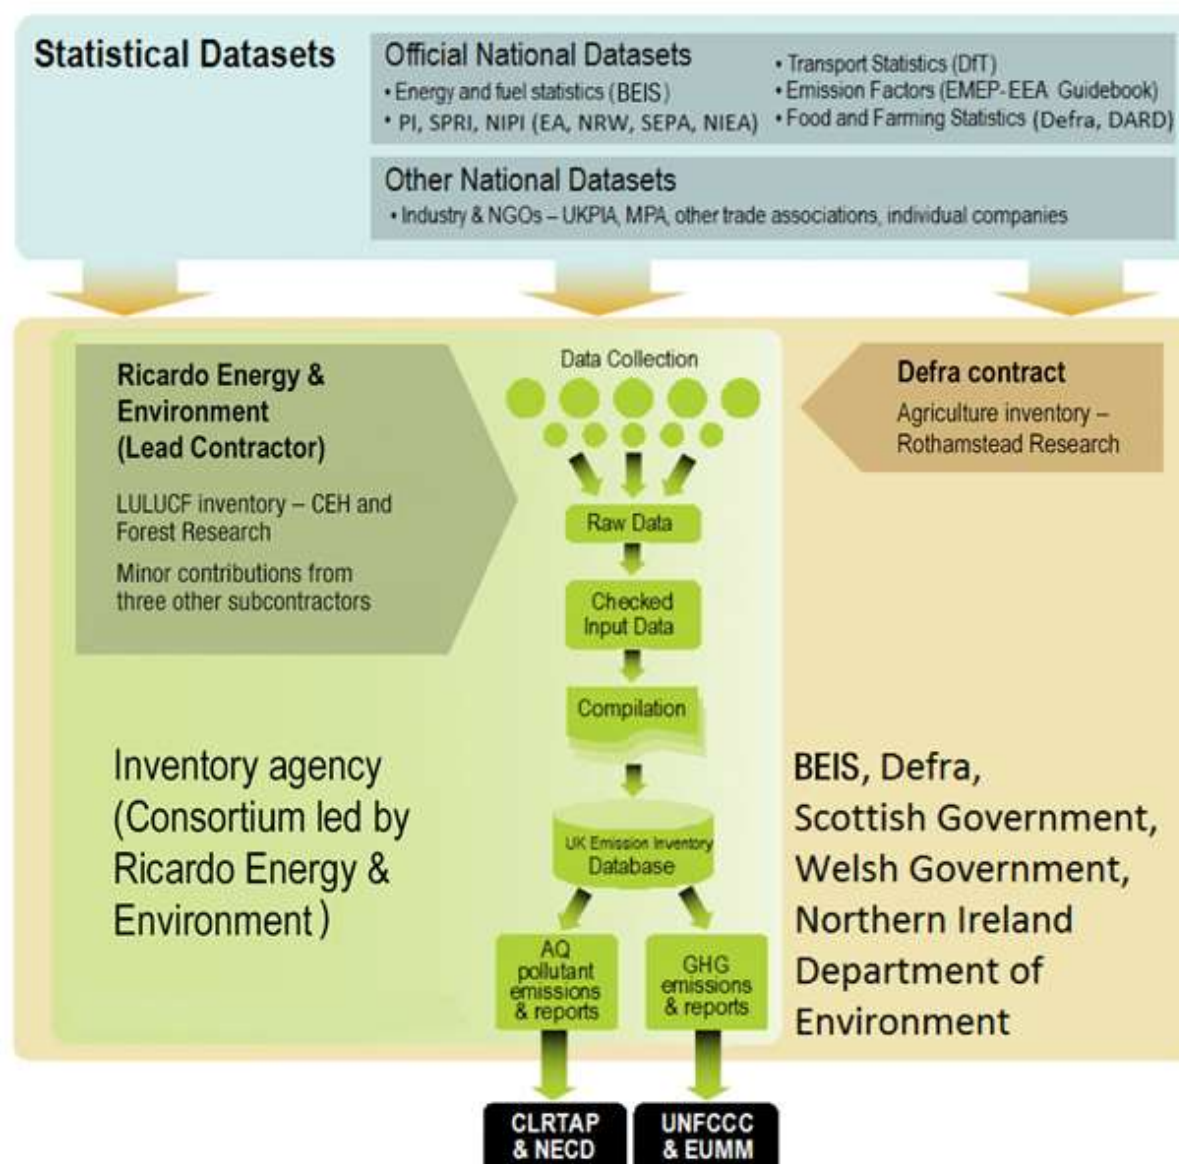 Statistical Datasets
Official National Datasets
• Energy and fuel statistics (BEIS)
• PI, SPRI, NIPI (EA, NRW, SEPA, NIEA)
• Transport Statistics (DfT)
• Emission Factors (EMEP-EEA Guidebook)
• Food and Farming Statistics (Defra, DARD)
Other National Datasets
• Industry & NGOs – UKPIA, MPA, other trade associations, individual companies
Ricardo Energy &
Environment
(Lead Contractor)
LULUCF inventory – CEH and
Forest Research
Minor contributions from
three other subcontractors
Data Collection
Raw Data
Checked
Input Data
Compilation
UK Emission Inventory
Database
AQ
pollutant
emissions
& reports
GHG
emissions
& reports
Defra contract
Agriculture inventory –
Rothamstead Research
Inventory agency
(Consortium led by
Ricardo Energy &
Environment)
BEIS, Defra,
Scottish Government,
Welsh Government,
Northern Ireland
Department of
Environment
CLRTAP
& NECD
UNFCCC
& EUMM